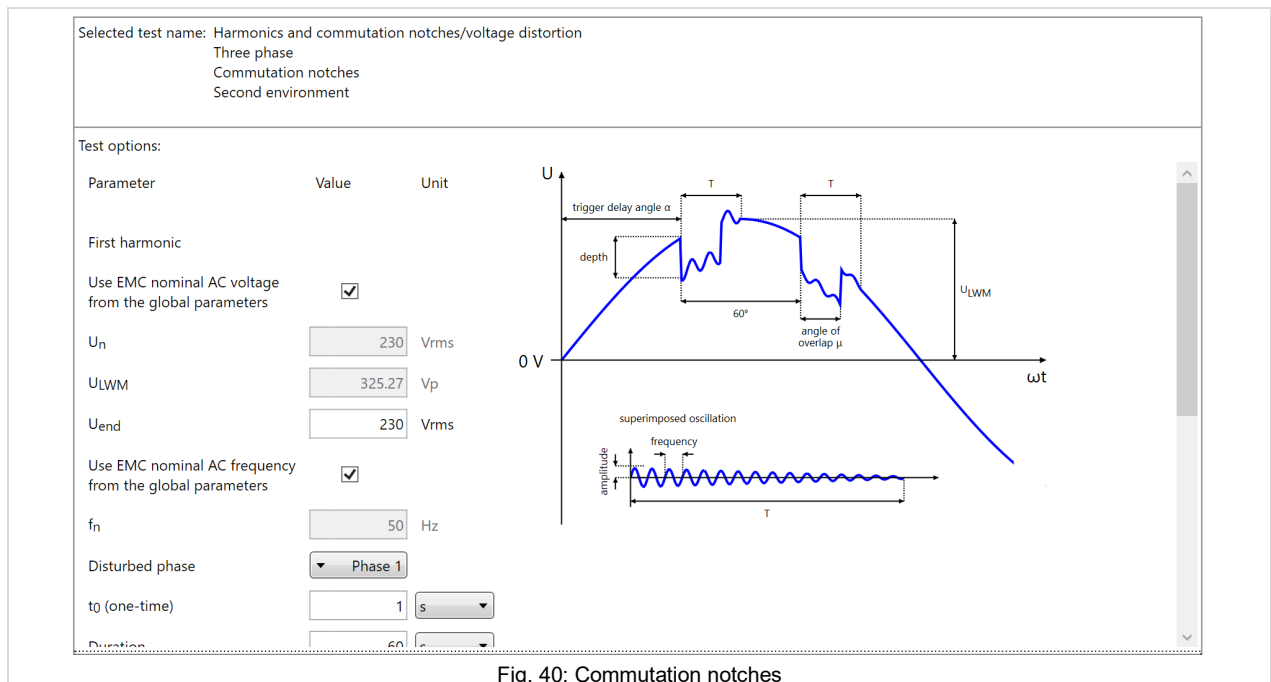 Selected test name: Harmonics and commutation notches/voltage distortion
Three phase
Commutation notches
Second environment
Test options:
Parameter Value Unit
First harmonic
Use EMC nominal AC voltage
from the global parameters
Un 230 Vrms
ULWM 325.27 Vp
Uend 230 Vrms
Use EMC nominal AC frequency
from the global parameters
fn 50 Hz
Disturbed phase Phase 1
t0 (one-time) 1 s
Duration 60 s
U
T T
trigger delay angle α
depth
60°
angle of
overlap μ
ULWM
0 V
ωt
superimposed oscillation
frequency
amplitude
T
Fig. 40: Commutation notches